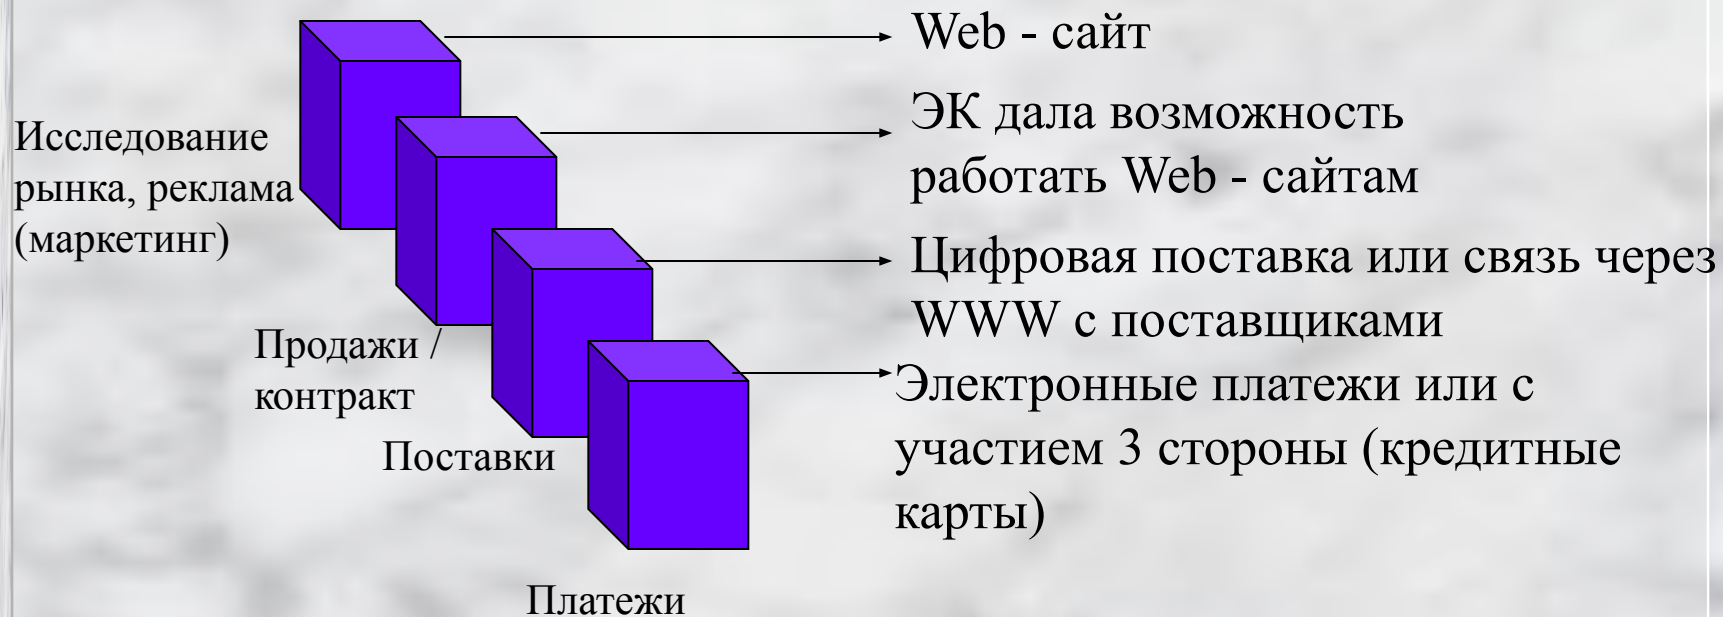 Web - сайт
ЭК дала возможность
работать Web - сайтам
Цифровая поставка или связь через
WWW с поставщиками
Электронные платежи или с
участием 3 стороны (кредитные
карты)
Исследование
рынка, реклама
(маркетинг)
Продажи /
контракт
Поставки
Платежи